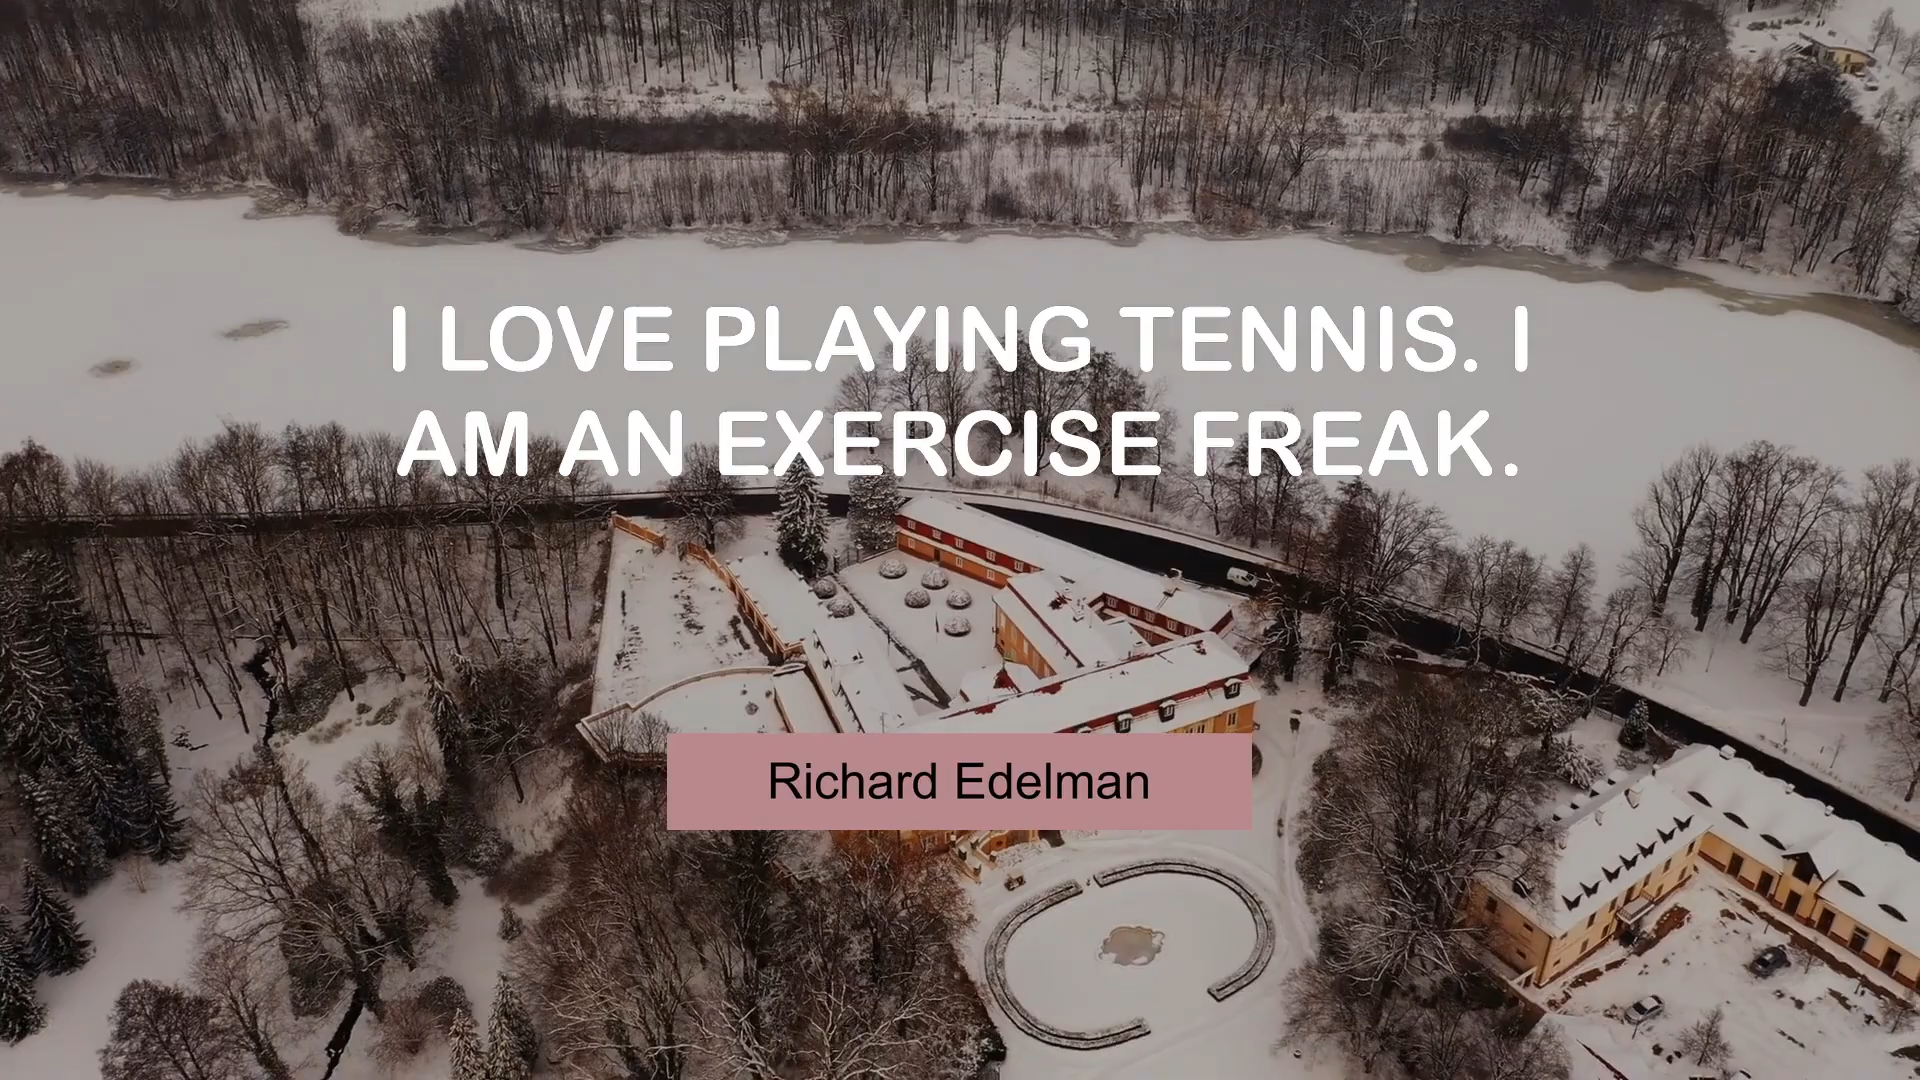 I LOVE PLAYING TENNIS. I
AM AN EXERCISE FREAK.
Richard Edelman